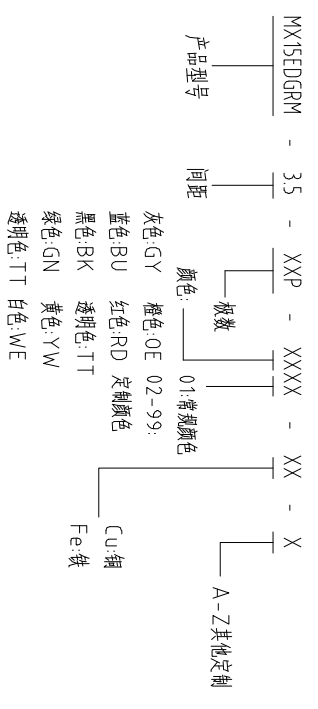 MX15EDGRM - 3.5 - XXP - XXXX - XX - X
产品型号
间距
极数
颜色:
01:常规颜色
灰色:GY 橙色:OE 02-99:
蓝色:BU 红色:RD 定制颜色
黑色:BK 透明色:TT
绿色:GN 黄色:YW
透明色:TT 白色:WE
Cu:铜
Fe:铁
A-Z其他定制